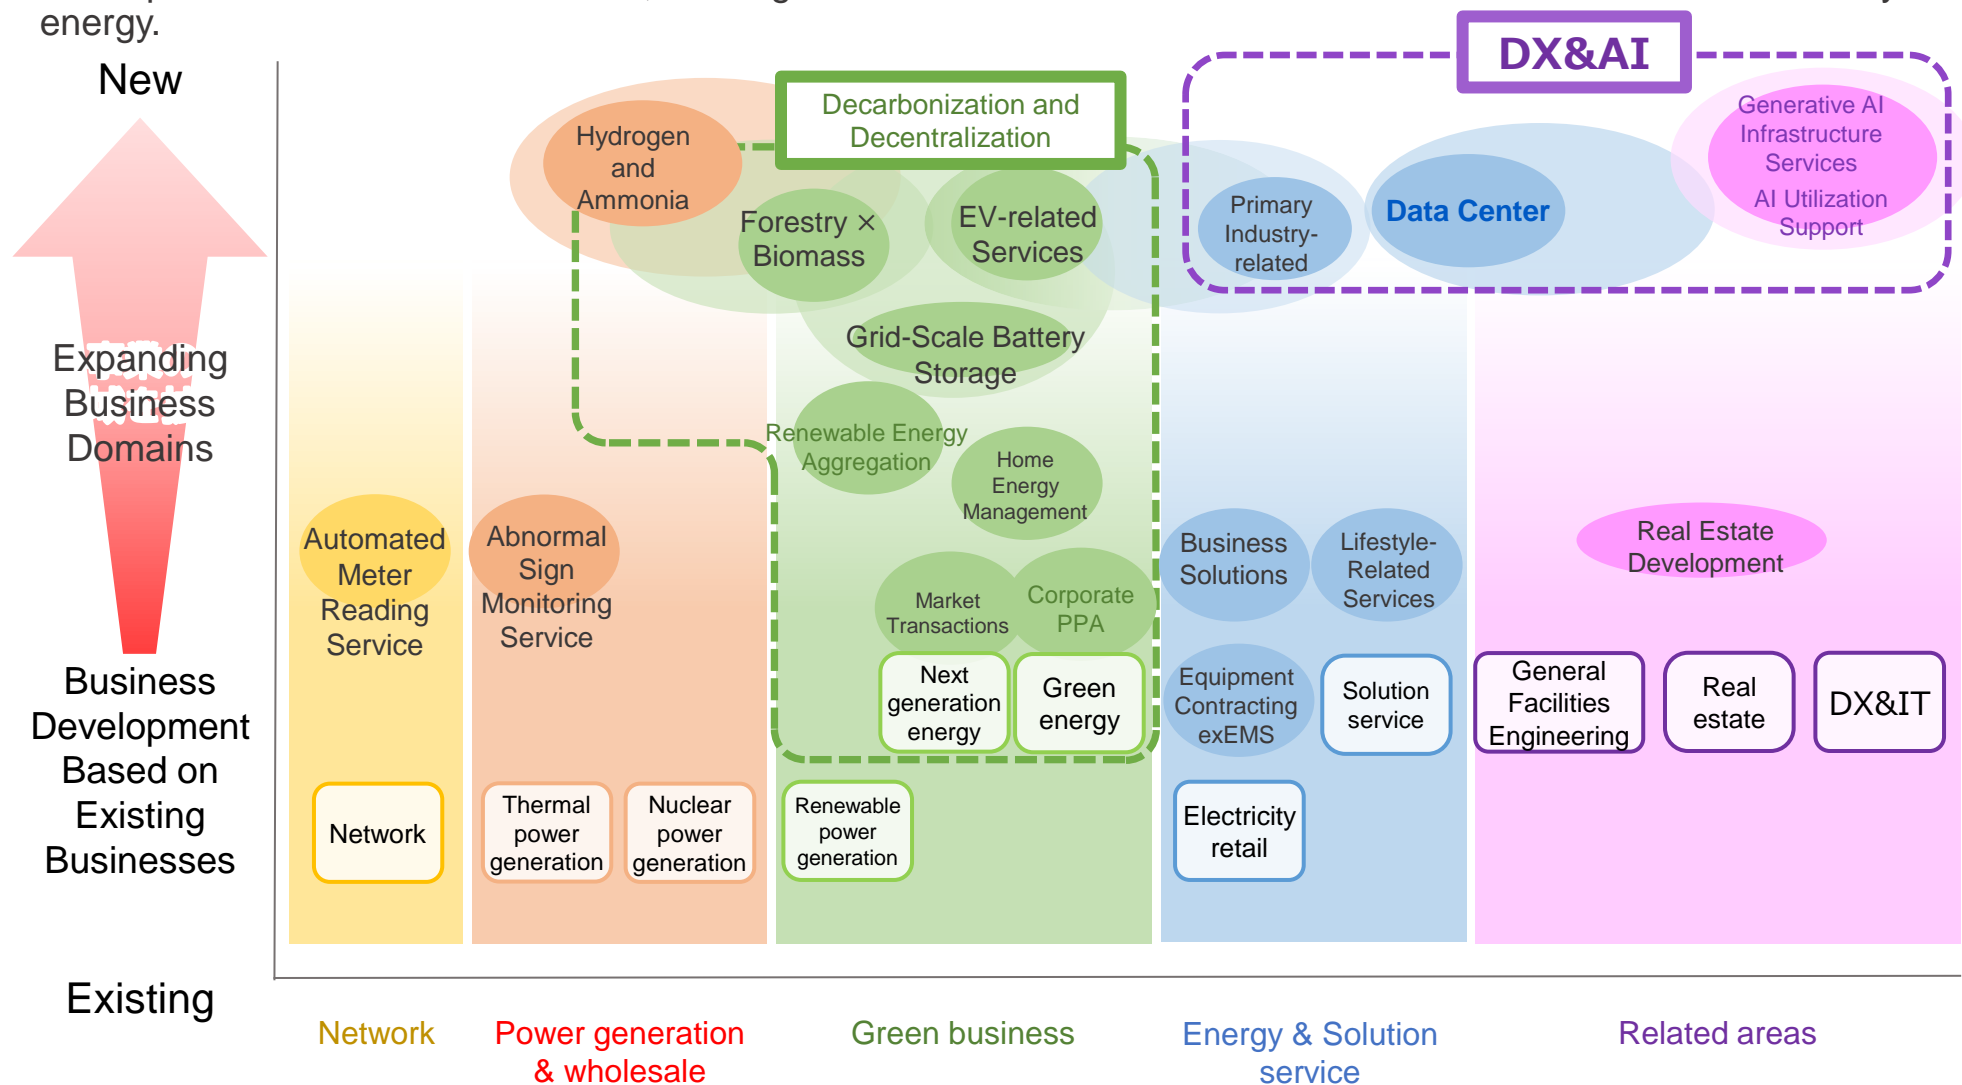 energy.
New
DX&AI
Decarbonization and
Decentralization
Generative AI
Infrastructure
Services
AI Utilization
Support
Hydrogen
and
Ammonia
Forestry ×
Biomass
EV-related
Services
Primary
Industry-
related
Data Center
Grid-Scale Battery
Storage
Expanding
Business
Domains
Renewable Energy
Aggregation
Home
Energy
Management
Automated
Meter
Reading
Service
Abnormal
Sign
Monitoring
Service
Market
Transactions
Corporate
PPA
Business
Solutions
Lifestyle-
Related
Services
Real Estate
Development
Business
Development
Based on
Existing
Businesses
Next
generation
energy
Green
energy
Equipment
Contracting
exEMS
Solution
service
General
Facilities
Engineering
Real
estate
DX&IT
Network
Thermal
power
generation
Nuclear
power
generation
Renewable
power
generation
Electricity
retail
Existing
Network
Power generation
& wholesale
Green business
Energy & Solution
service
Related areas